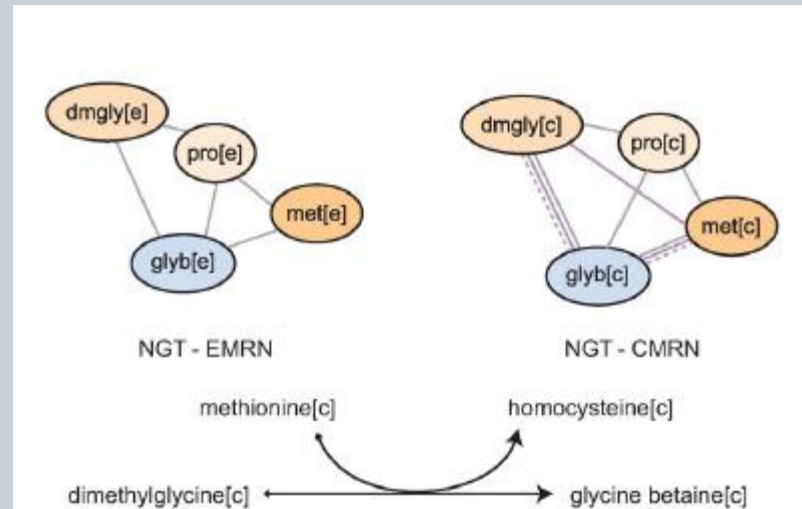 dmgly[e]
pro[e]
met[e]
glyb[e]
NGT - EMRN
dmgly[c]
pro[c]
met[c]
glyb[c]
NGT - CMRN
methionine[c]
homocysteine[c]
dimethylglycine[c]
glycine betaine[c]